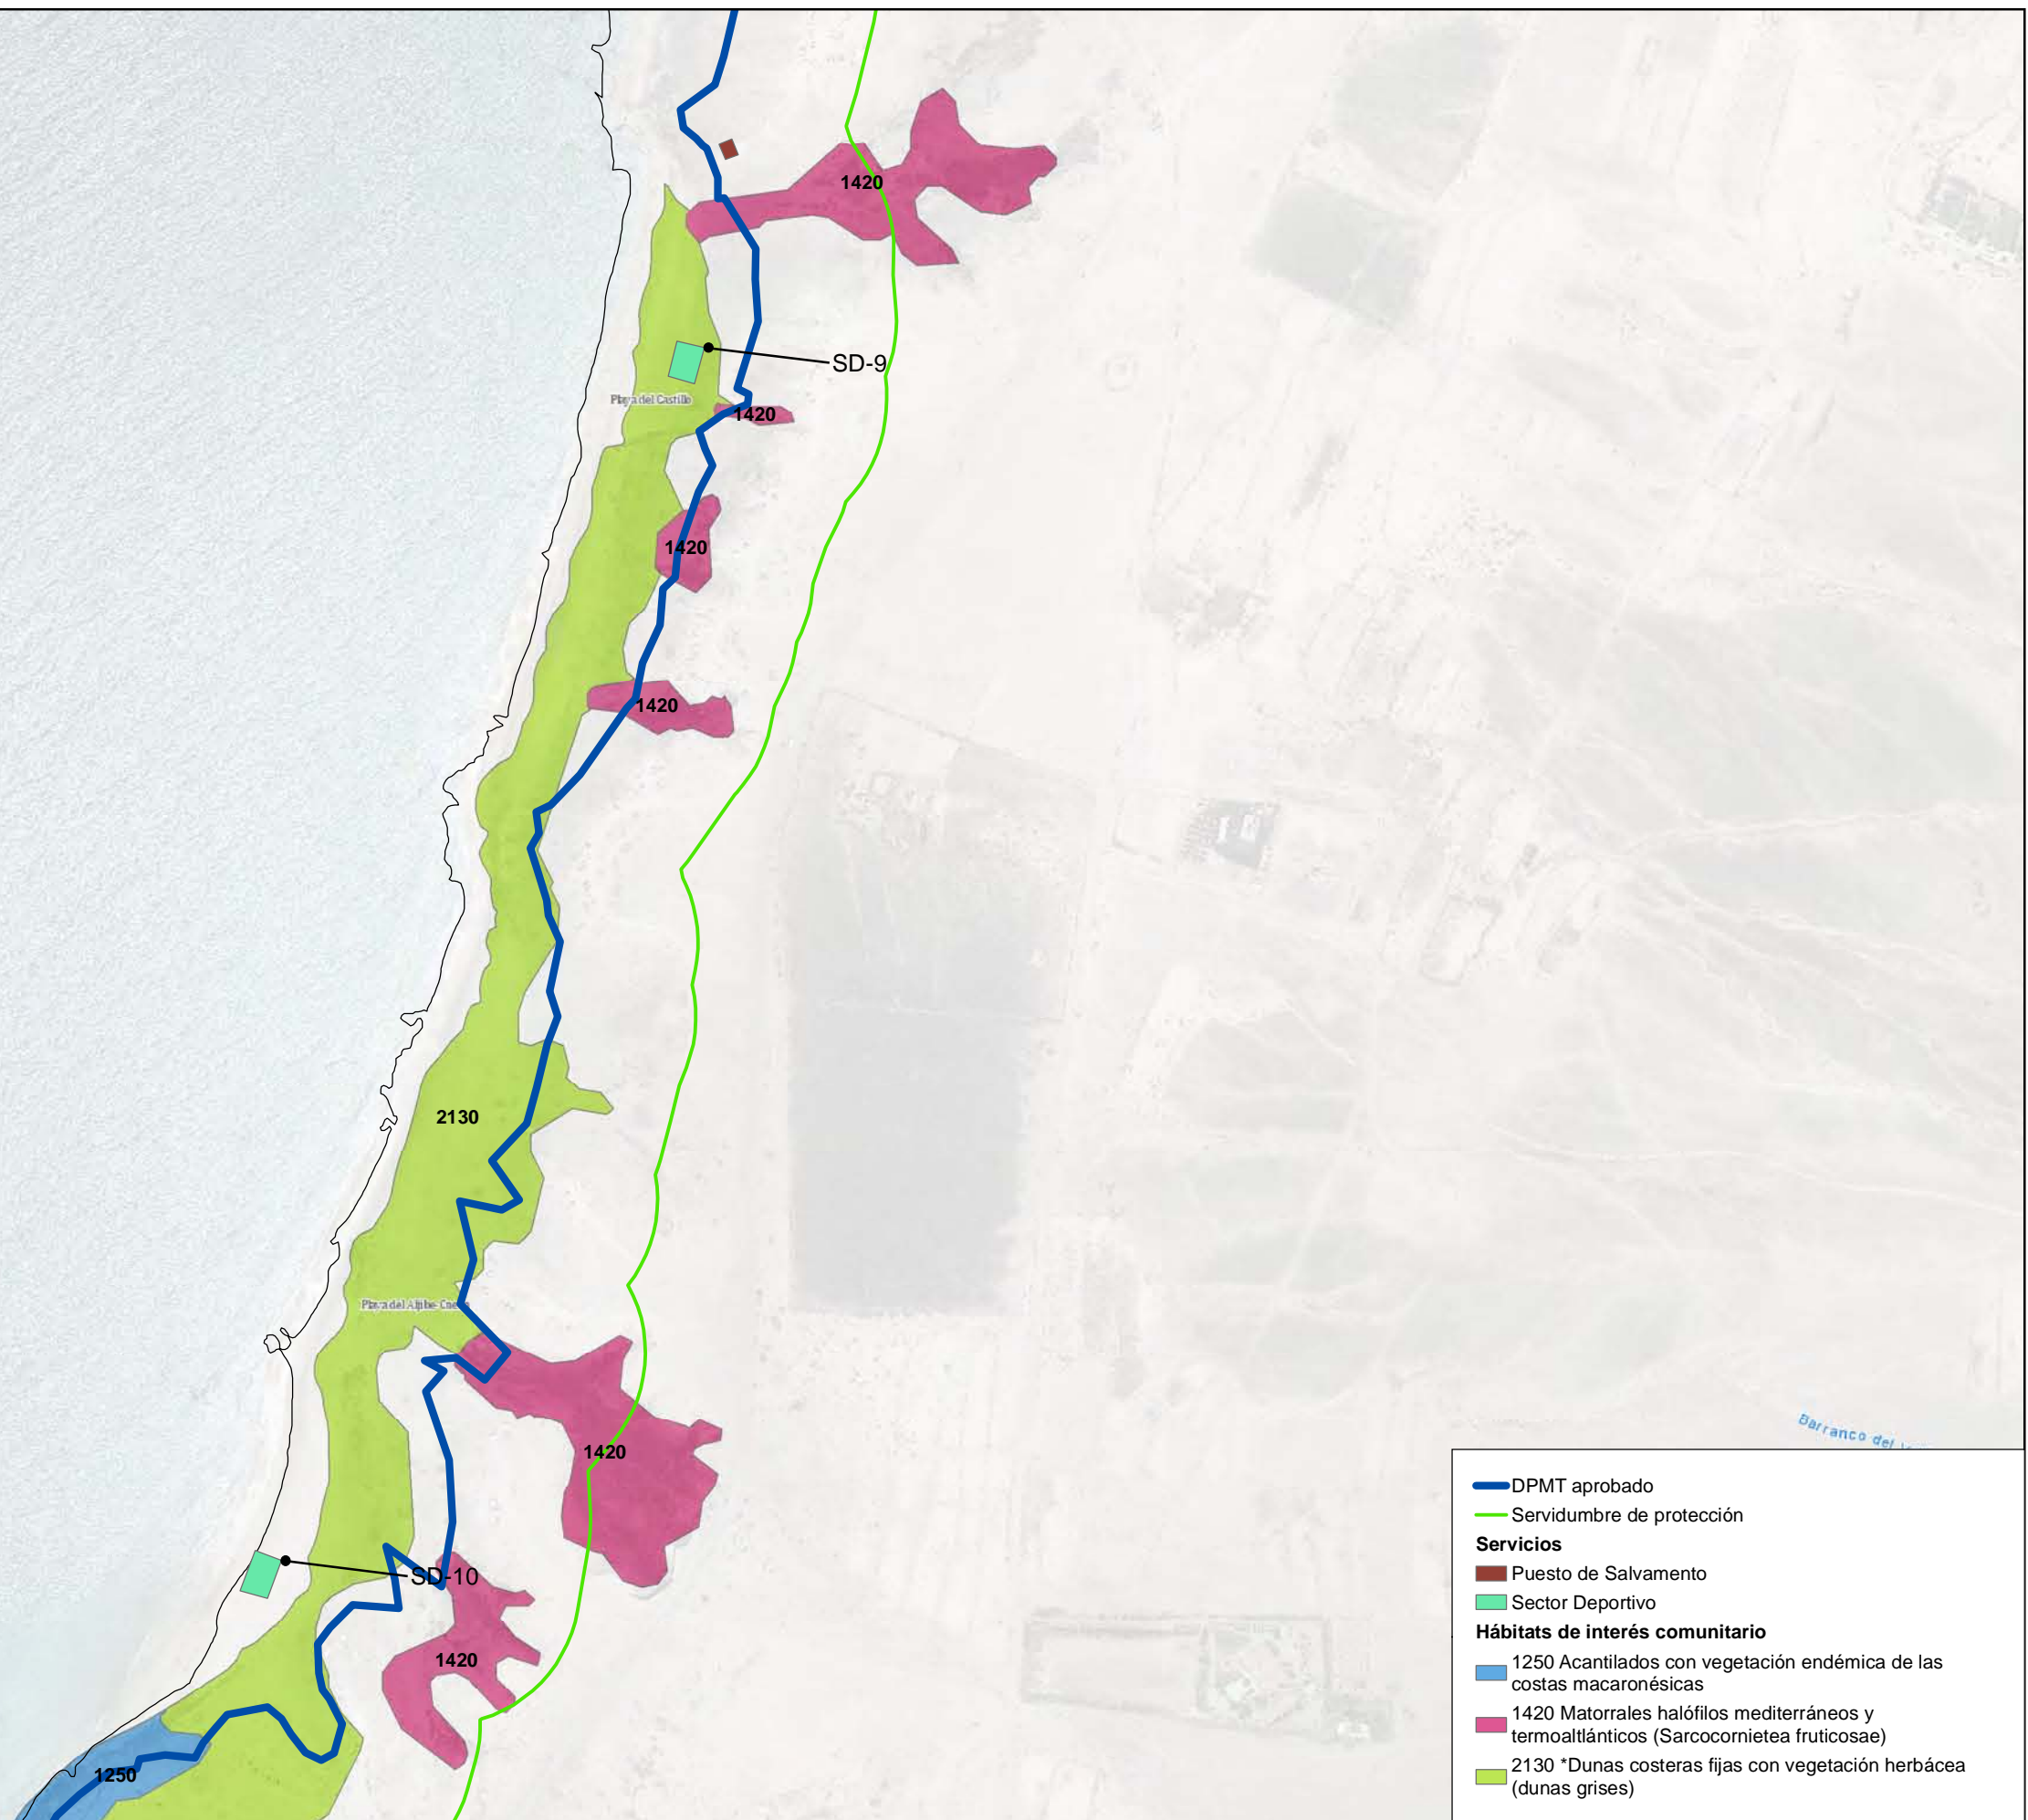 1420
SD-9
Playa del Castillo
1420
1420
1420
2130
Playa del Aljibe
1420
SD-10
1420
1250
Barranco del
DPMT aprobado
Servidumbre de protección
Servicios
Puesto de Salvamento
Sector Deportivo
Hábitats de interés comunitario
1250 Acantilados con vegetación endémica de las
costas macaronésicas
1420 Matorrales halófilos mediterráneos y
termoaltlánticos (Sarcocornietea fruticosae)
2130 *Dunas costeras fijas con vegetación herbácea
(dunas grises)